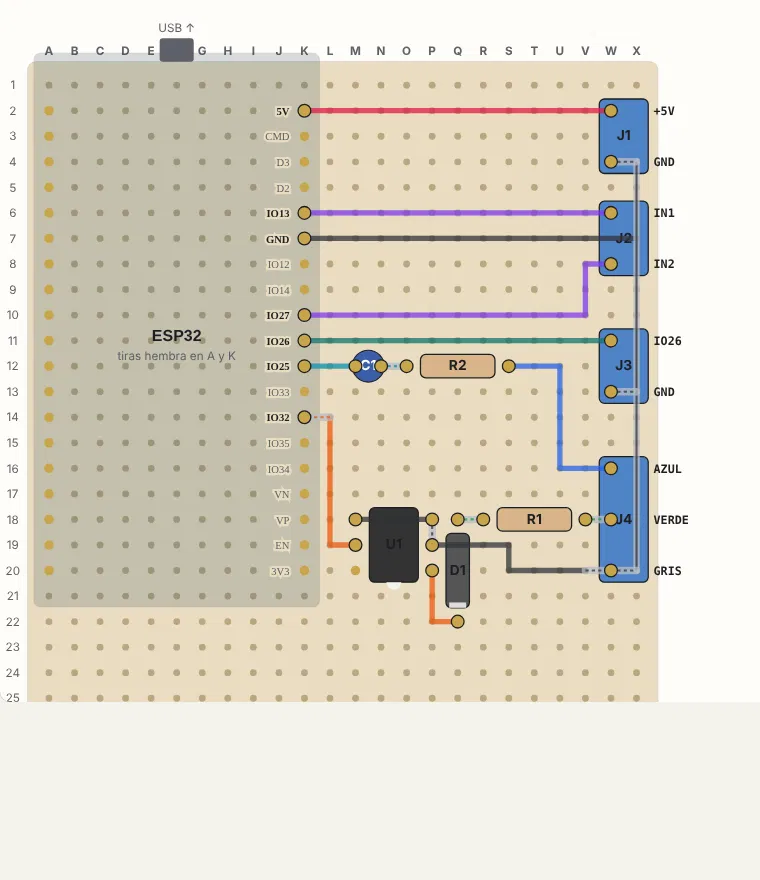 USB ↑
A B C D E G H I J K L M N O P Q R S T U V W X
1
2 5V +5V
3 CMD J1
4 D3 GND
5 D2
6 IO13 IN1
7 GND J2
8 IO12 IN2
9 IO14
10 IO27
ESP32
11 IO26 IO26
tiras hembra en A y K
12 IO25 C1 R2 J3
13 IO33 GND
14 IO32
15 IO35
16 IO34 AZUL
17 VN
18 VP R1 J4 VERDE
19 EN U1
20 3V3 D1 GRIS
21
22
23
24
25